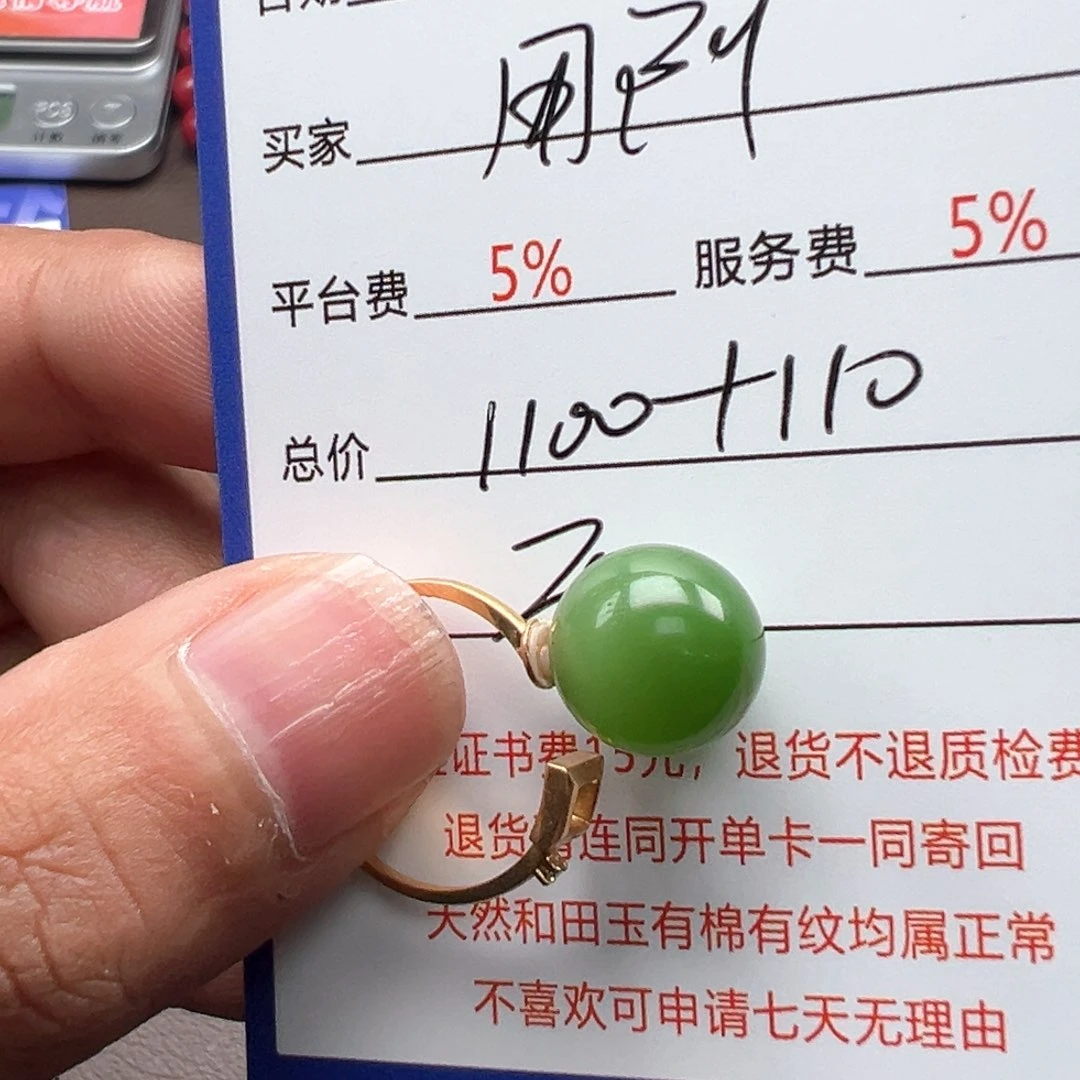 买家
平台费 5% 服务费 5%
总价 1100+110
证书费15元，退货不退质检费
退货 连同开单卡一同寄回
天然和田玉有棉有纹均属正常
不喜欢可申请七天无理由